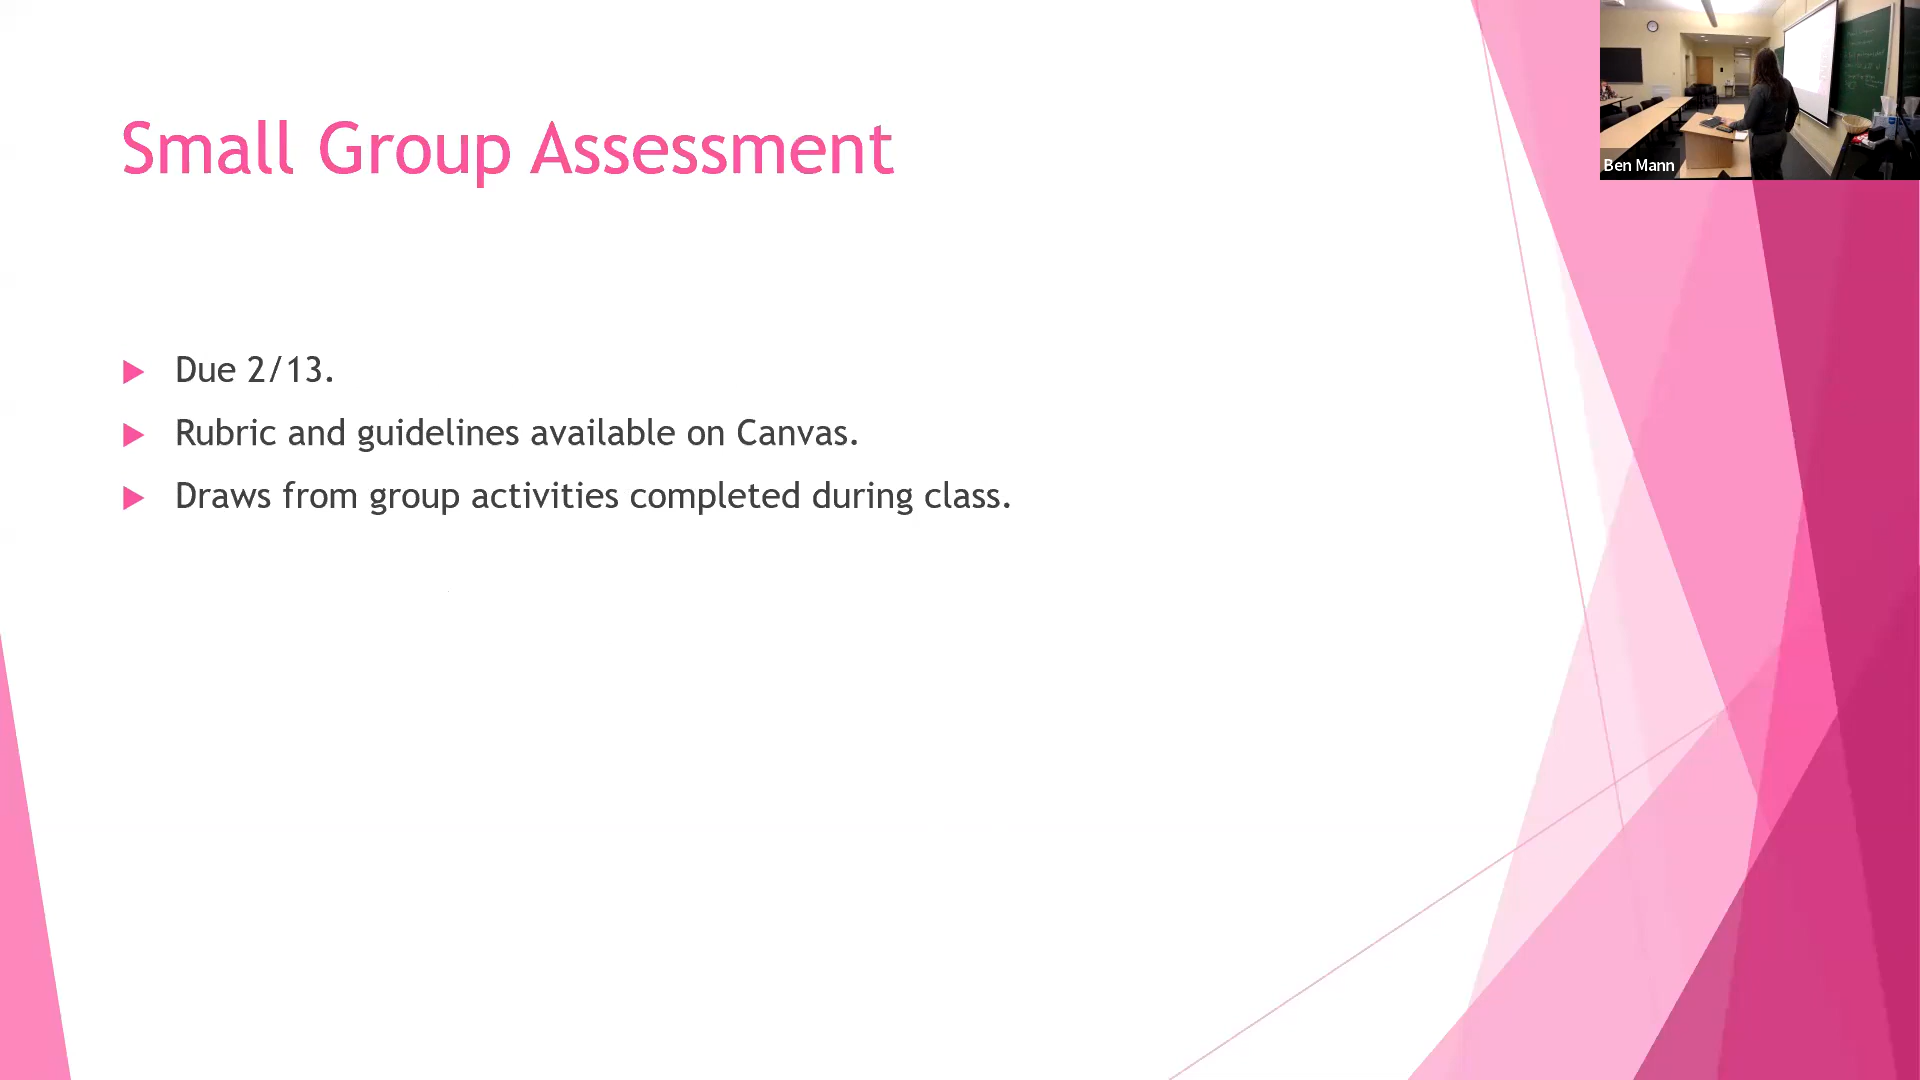 Small Group Assessment
Due 2/13.
Rubric and guidelines available on Canvas.
Draws from group activities completed during class.
Ben Mann